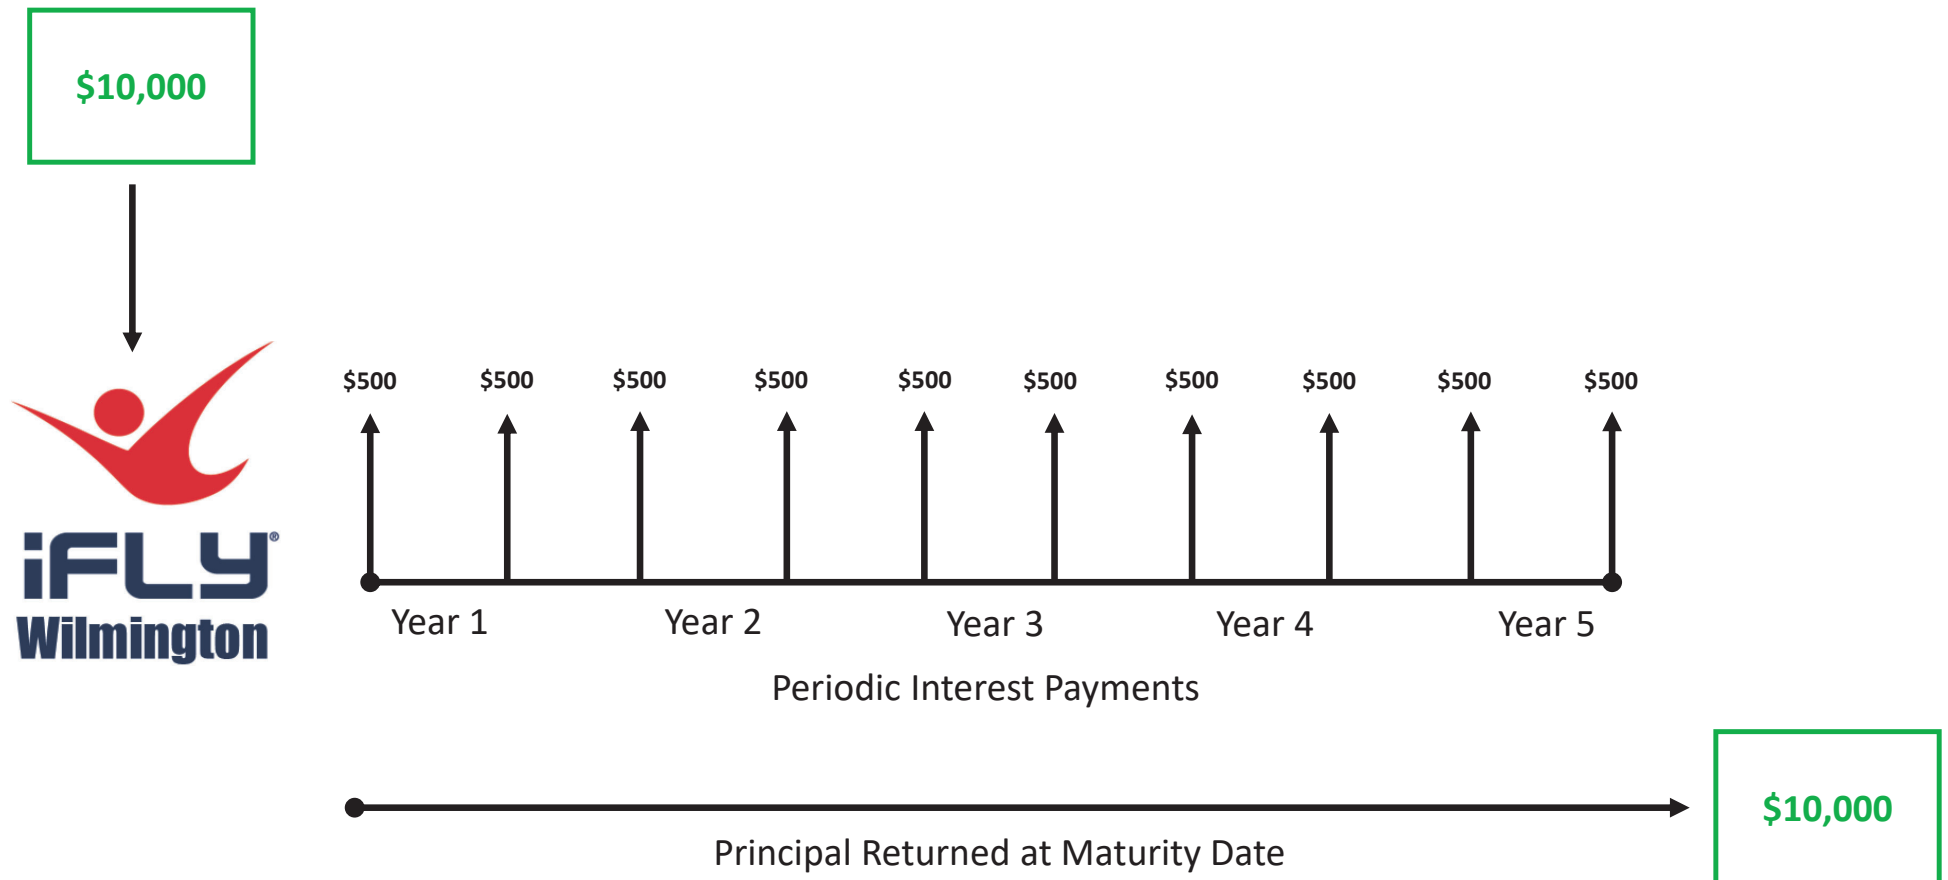 $10,000
$500 $500 $500 $500 $500 $500 $500 $500 $500 $500
iFLY®
Wilmington
Year 1 Year 2 Year 3 Year 4 Year 5
Periodic Interest Payments
$10,000
Principal Returned at Maturity Date